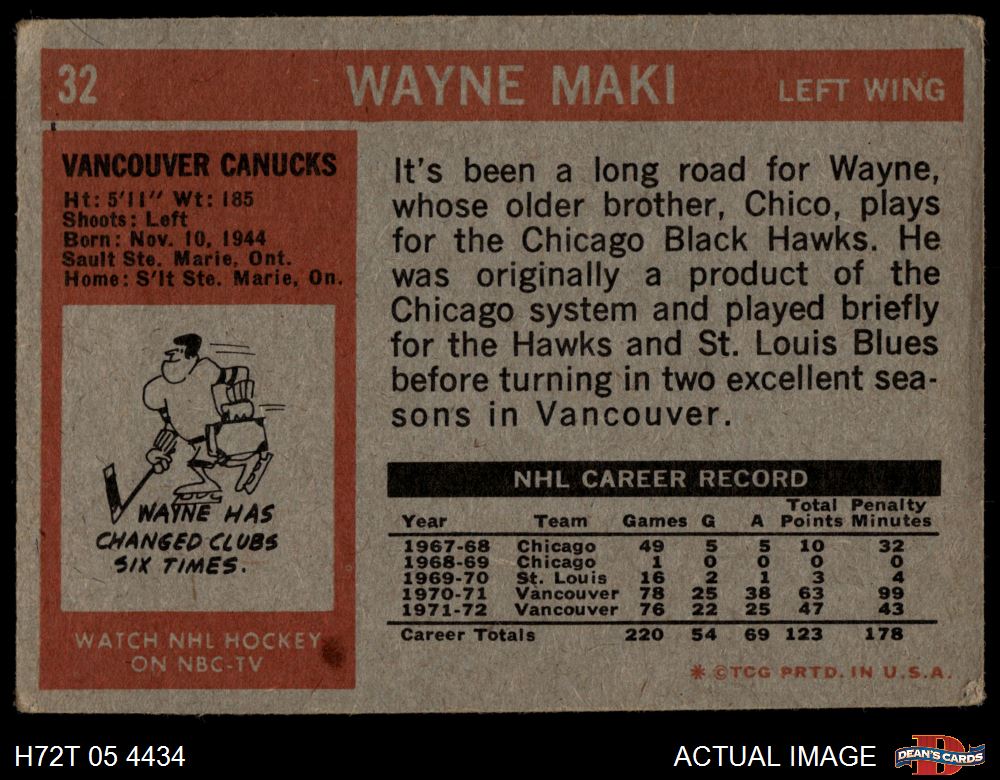 32 WAYNE MAKI LEFT WING
VANCOUVER CANUCKS
Ht: 5'11" Wt: 185
Shoots: Left
Born: Nov. 10, 1944
Sault Ste. Marie, Ont.
Home: S'lt Ste. Marie, On.
WAYNE HAS
CHANGED CLUBS
SIX TIMES.
WATCH NHL HOCKEY
ON NBC-TV
It's been a long road for Wayne,
whose older brother, Chico, plays
for the Chicago Black Hawks. He
was originally a product of the
Chicago system and played briefly
for the Hawks and St. Louis Blues
before turning in two excellent sea-
sons in Vancouver.
NHL CAREER RECORD
Total Penalty
Year Team Games G A Points Minutes
1967-68 Chicago 49 5 5 10 32
1968-69 Chicago 1 0 0 0 0
1969-70 St. Louis 16 2 1 3 4
1970-71 Vancouver 78 25 38 63 99
1971-72 Vancouver 76 22 25 47 43
Career Totals 220 54 69 123 178
* ©TCG PRTD. IN U.S.A.
H72T 05 4434
ACTUAL IMAGE
D
DEAN'S CARDS